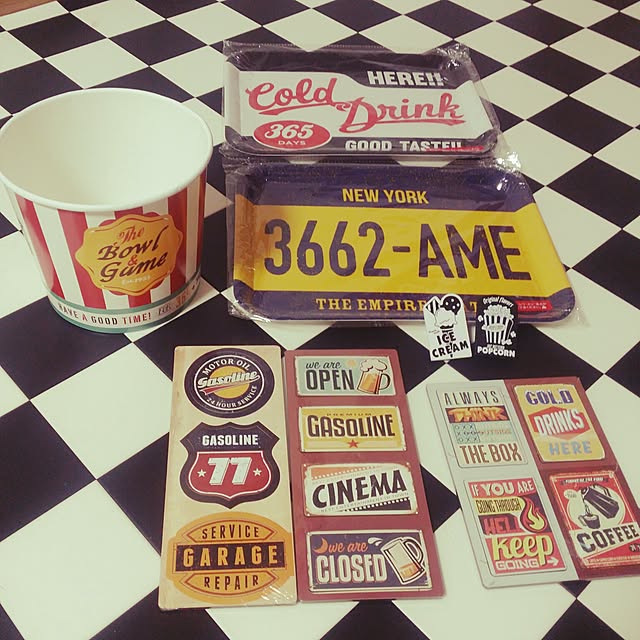 HERE!!
Cold Drink
365
DAYS
GOOD TASTE!!
NEW YORK
3662-AME
THE EMPIRE
The
Bowl
&
Game
HAVE A GOOD TIME!
ICE
CREAM
Original Flavor
POPCORN
MOTOR OIL
Gasoline
24 HOUR SERVICE
GASOLINE
77
SERVICE
GARAGE
REPAIR
we are
OPEN
PREMIUM
GASOLINE
CINEMA
we are
CLOSED
ALWAYS
THINK
OUTSIDE
THE BOX
COLD
DRINKS
HERE
IF YOU ARE
GOING THROUGH
HELL
Keep
GOING
COFFEE